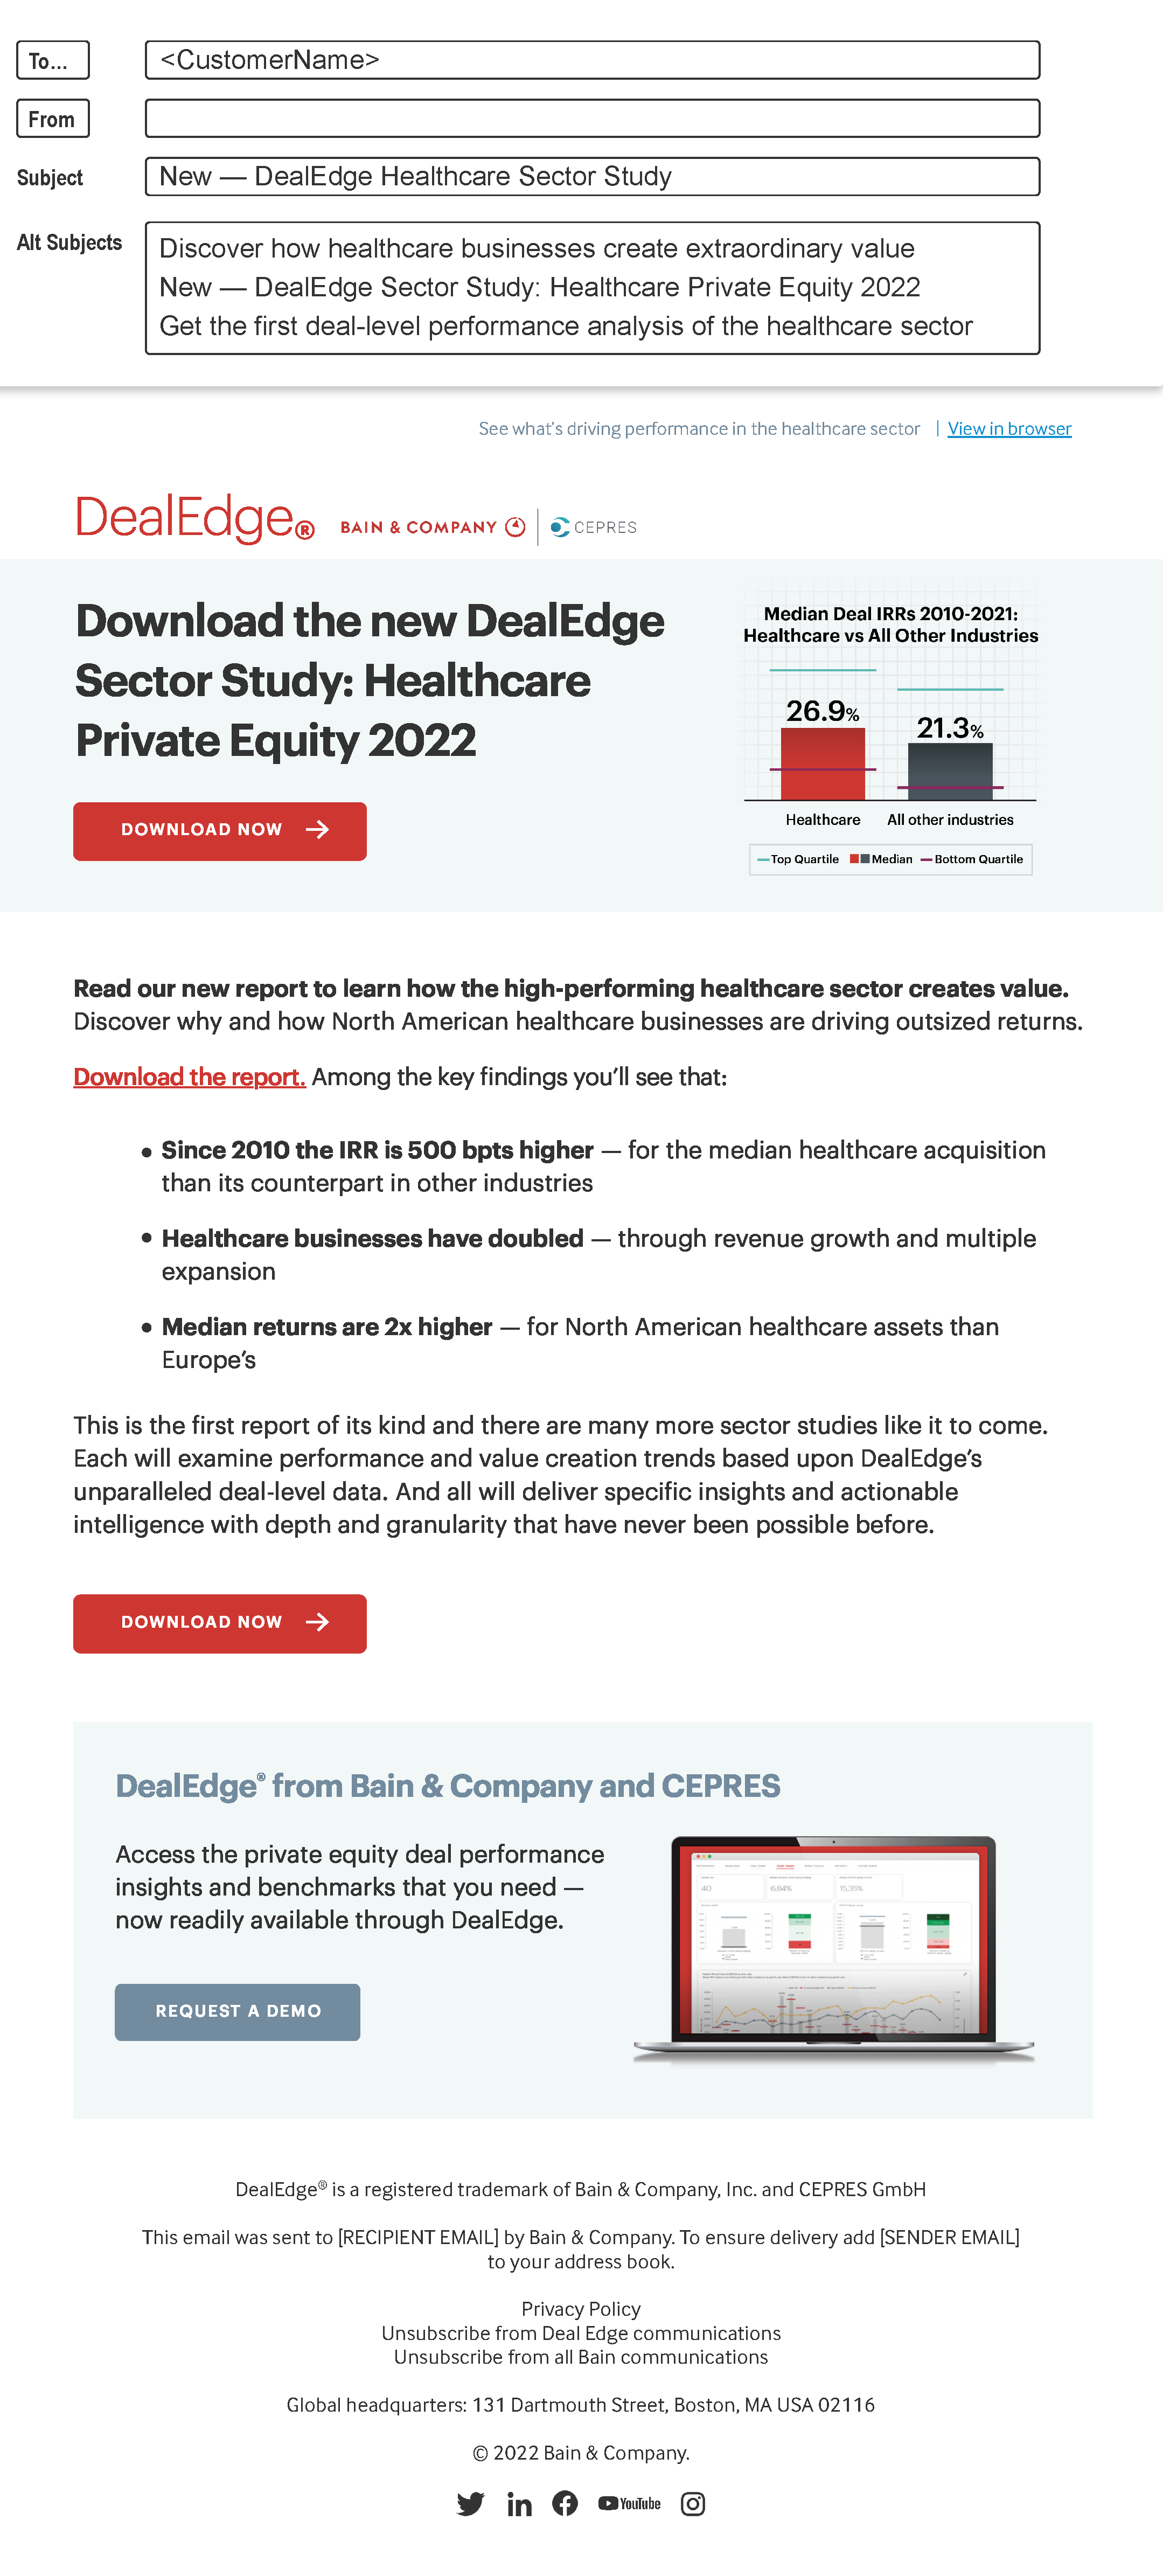 To...
<CustomerName>
From
Subject
New — DealEdge Healthcare Sector Study
Alt Subjects
Discover how healthcare businesses create extraordinary value
New — DealEdge Sector Study: Healthcare Private Equity 2022
Get the first deal-level performance analysis of the healthcare sector
See what's driving performance in the healthcare sector | View in browser
DealEdge® BAIN & COMPANY | CEPRES
Download the new DealEdge
Sector Study: Healthcare
Private Equity 2022
DOWNLOAD NOW →
Median Deal IRRs 2010-2021:
Healthcare vs All Other Industries
26.9%
21.3%
Healthcare All other industries
Top Quartile Median Bottom Quartile
Read our new report to learn how the high-performing healthcare sector creates value.
Discover why and how North American healthcare businesses are driving outsized returns.
Download the report. Among the key findings you'll see that:
• Since 2010 the IRR is 500 bpts higher — for the median healthcare acquisition
than its counterpart in other industries
• Healthcare businesses have doubled — through revenue growth and multiple
expansion
• Median returns are 2x higher — for North American healthcare assets than
Europe's
This is the first report of its kind and there are many more sector studies like it to come.
Each will examine performance and value creation trends based upon DealEdge's
unparalleled deal-level data. And all will deliver specific insights and actionable
intelligence with depth and granularity that have never been possible before.
DOWNLOAD NOW →
DealEdge® from Bain & Company and CEPRES
Access the private equity deal performance
insights and benchmarks that you need —
now readily available through DealEdge.
REQUEST A DEMO
40 6.84% 15.35%
DealEdge® is a registered trademark of Bain & Company, Inc. and CEPRES GmbH
This email was sent to [RECIPIENT EMAIL] by Bain & Company. To ensure delivery add [SENDER EMAIL]
to your address book.
Privacy Policy
Unsubscribe from Deal Edge communications
Unsubscribe from all Bain communications
Global headquarters: 131 Dartmouth Street, Boston, MA USA 02116
© 2022 Bain & Company.
YouTube